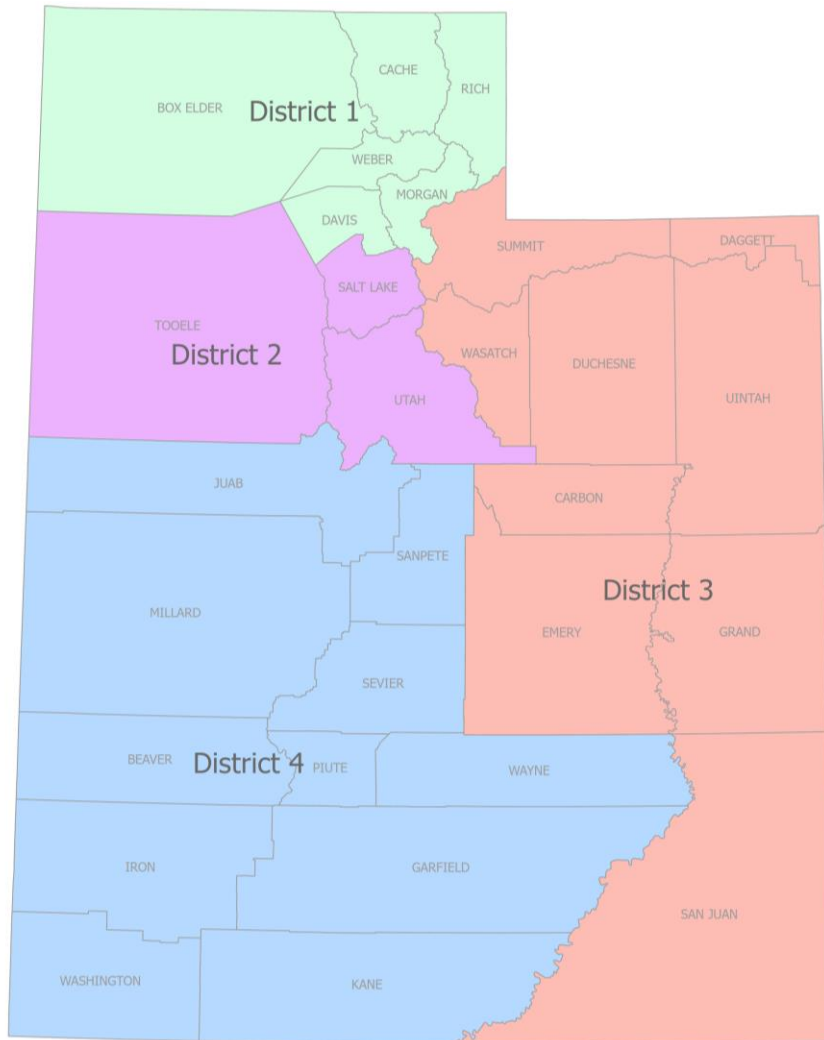 CACHE
RICH
BOX ELDER
District 1
WEBER
MORGAN
DAVIS
SUMMIT
DAGGETT
SALT LAKE
TOOELE
District 2
WASATCH
DUCHESNE
UTAH
UINTAH
JUAB
CARBON
SANPETE
MILLARD
District 3
EMERY
GRAND
SEVIER
BEAVER
District 4
PIUTE
WAYNE
IRON
GARFIELD
SAN JUAN
WASHINGTON
KANE